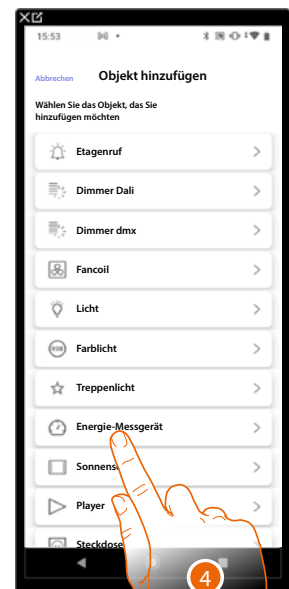 15:53
Abbrechen Objekt hinzufügen
Wählen Sie das Objekt, das Sie
hinzufügen möchten
Etagenruf
Dimmer Dali
Dimmer dmx
Fancoil
Licht
RGB Farblicht
Treppenlicht
Energie-Messgerät
Player
Steckdose
4